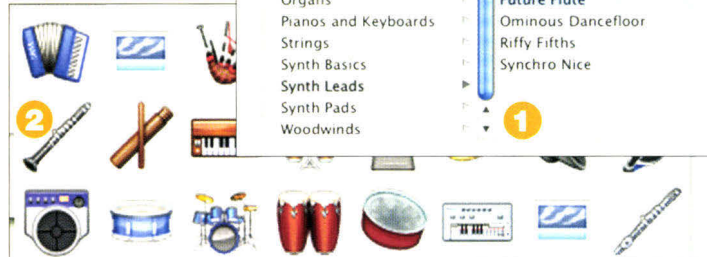 Organs Future Flute
Pianos and Keyboards Ominous Dancefloor
Strings Riffy Fifths
Synth Basics Synchro Nice
Synth Leads
Synth Pads 1
2
Woodwinds